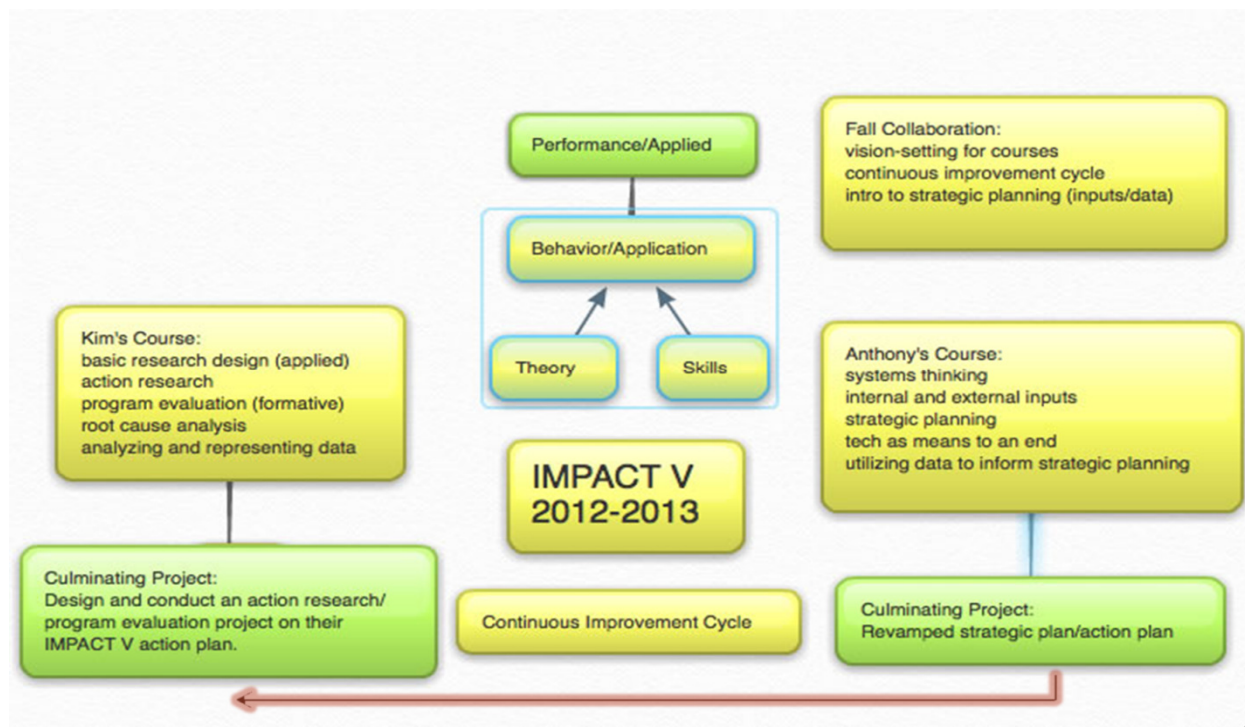 Performance/Applied
Behavior/Application
Theory
Skills
Fall Collaboration:
vision-setting for courses
continuous improvement cycle
intro to strategic planning (inputs/data)
Kim's Course:
basic research design (applied)
action research
program evaluation (formative)
root cause analysis
analyzing and representing data
IMPACT V
2012-2013
Anthony's Course:
systems thinking
internal and external inputs
strategic planning
tech as means to an end
utilizing data to inform strategic planning
Culminating Project:
Design and conduct an action research/
program evaluation project on their
IMPACT V action plan.
Continuous Improvement Cycle
Culminating Project:
Revamped strategic plan/action plan